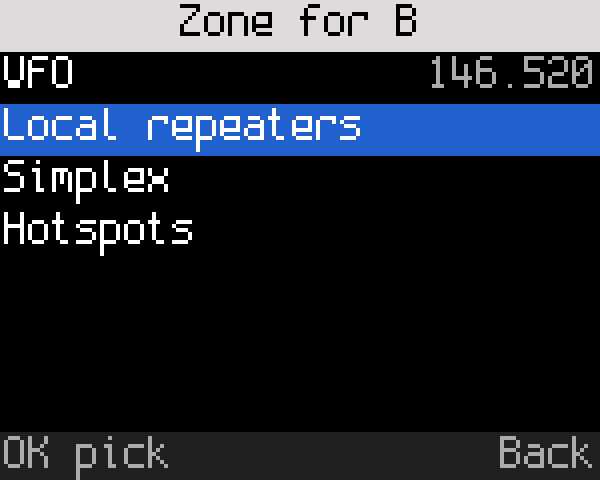 Zone for B
VFO 146.520
Local repeaters
Simplex
Hotspots
OK pick Back